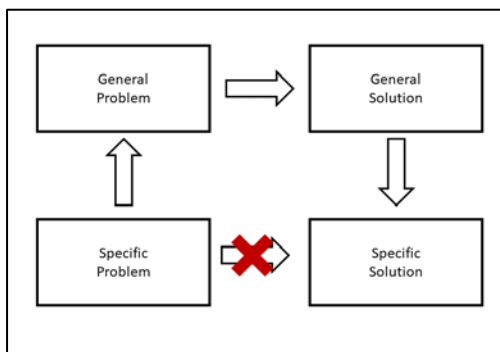 General
Problem
General
Solution
Specific
Problem
Specific
Solution